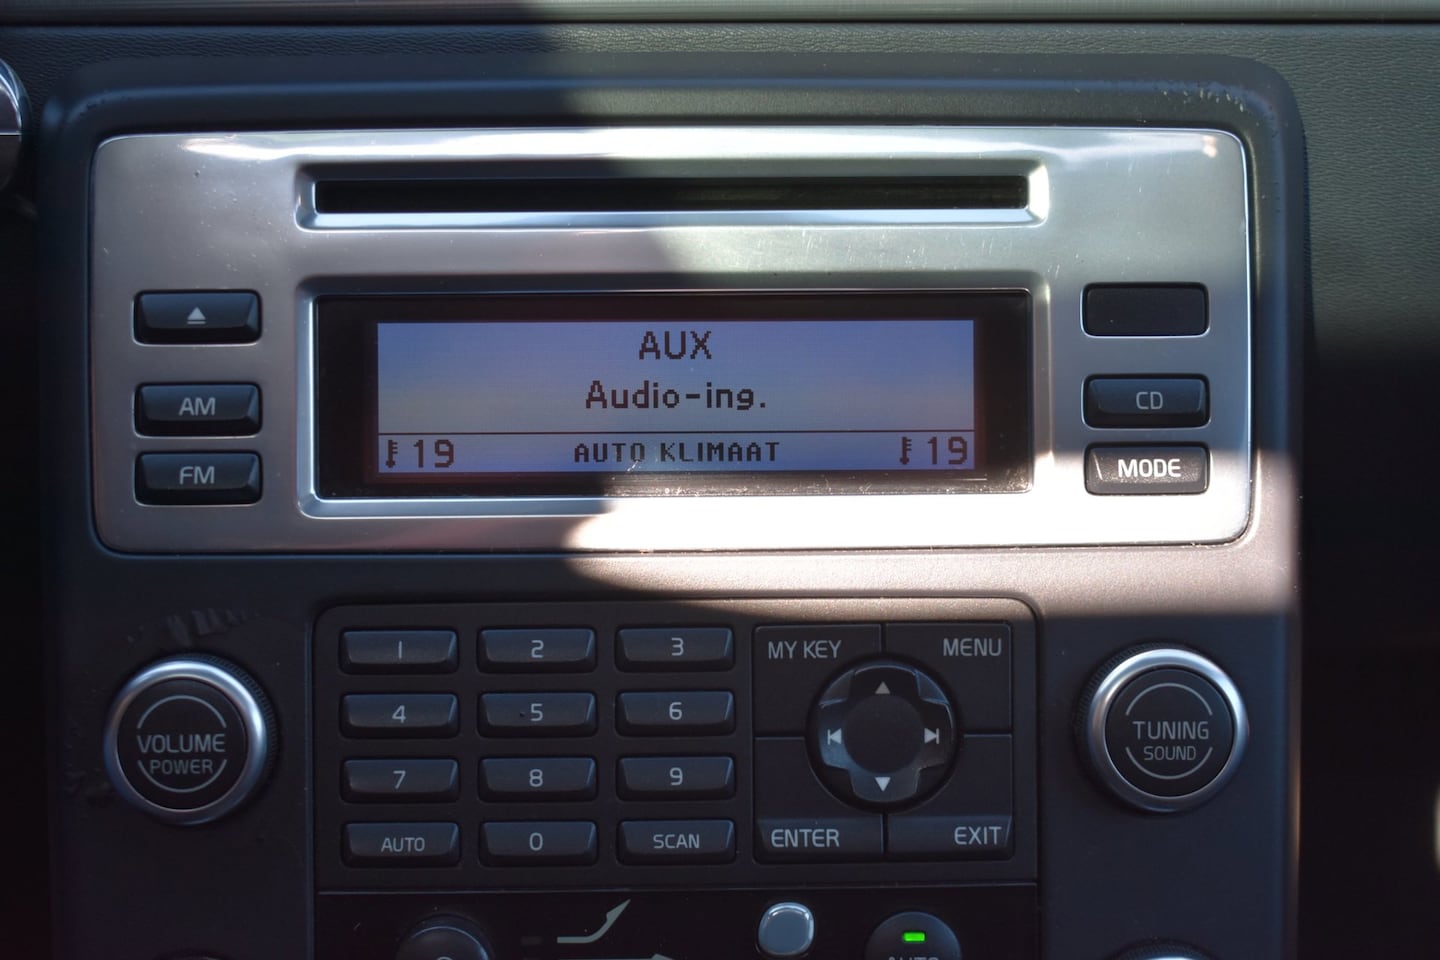 AUX
Audio-ing.
19 AUTO KLIMAAT 19
AM
FM
CD
MODE
VOLUME
POWER
1 2 3
4 5 6
7 8 9
AUTO 0 SCAN
MY KEY MENU
ENTER EXIT
TUNING
SOUND
AUTO